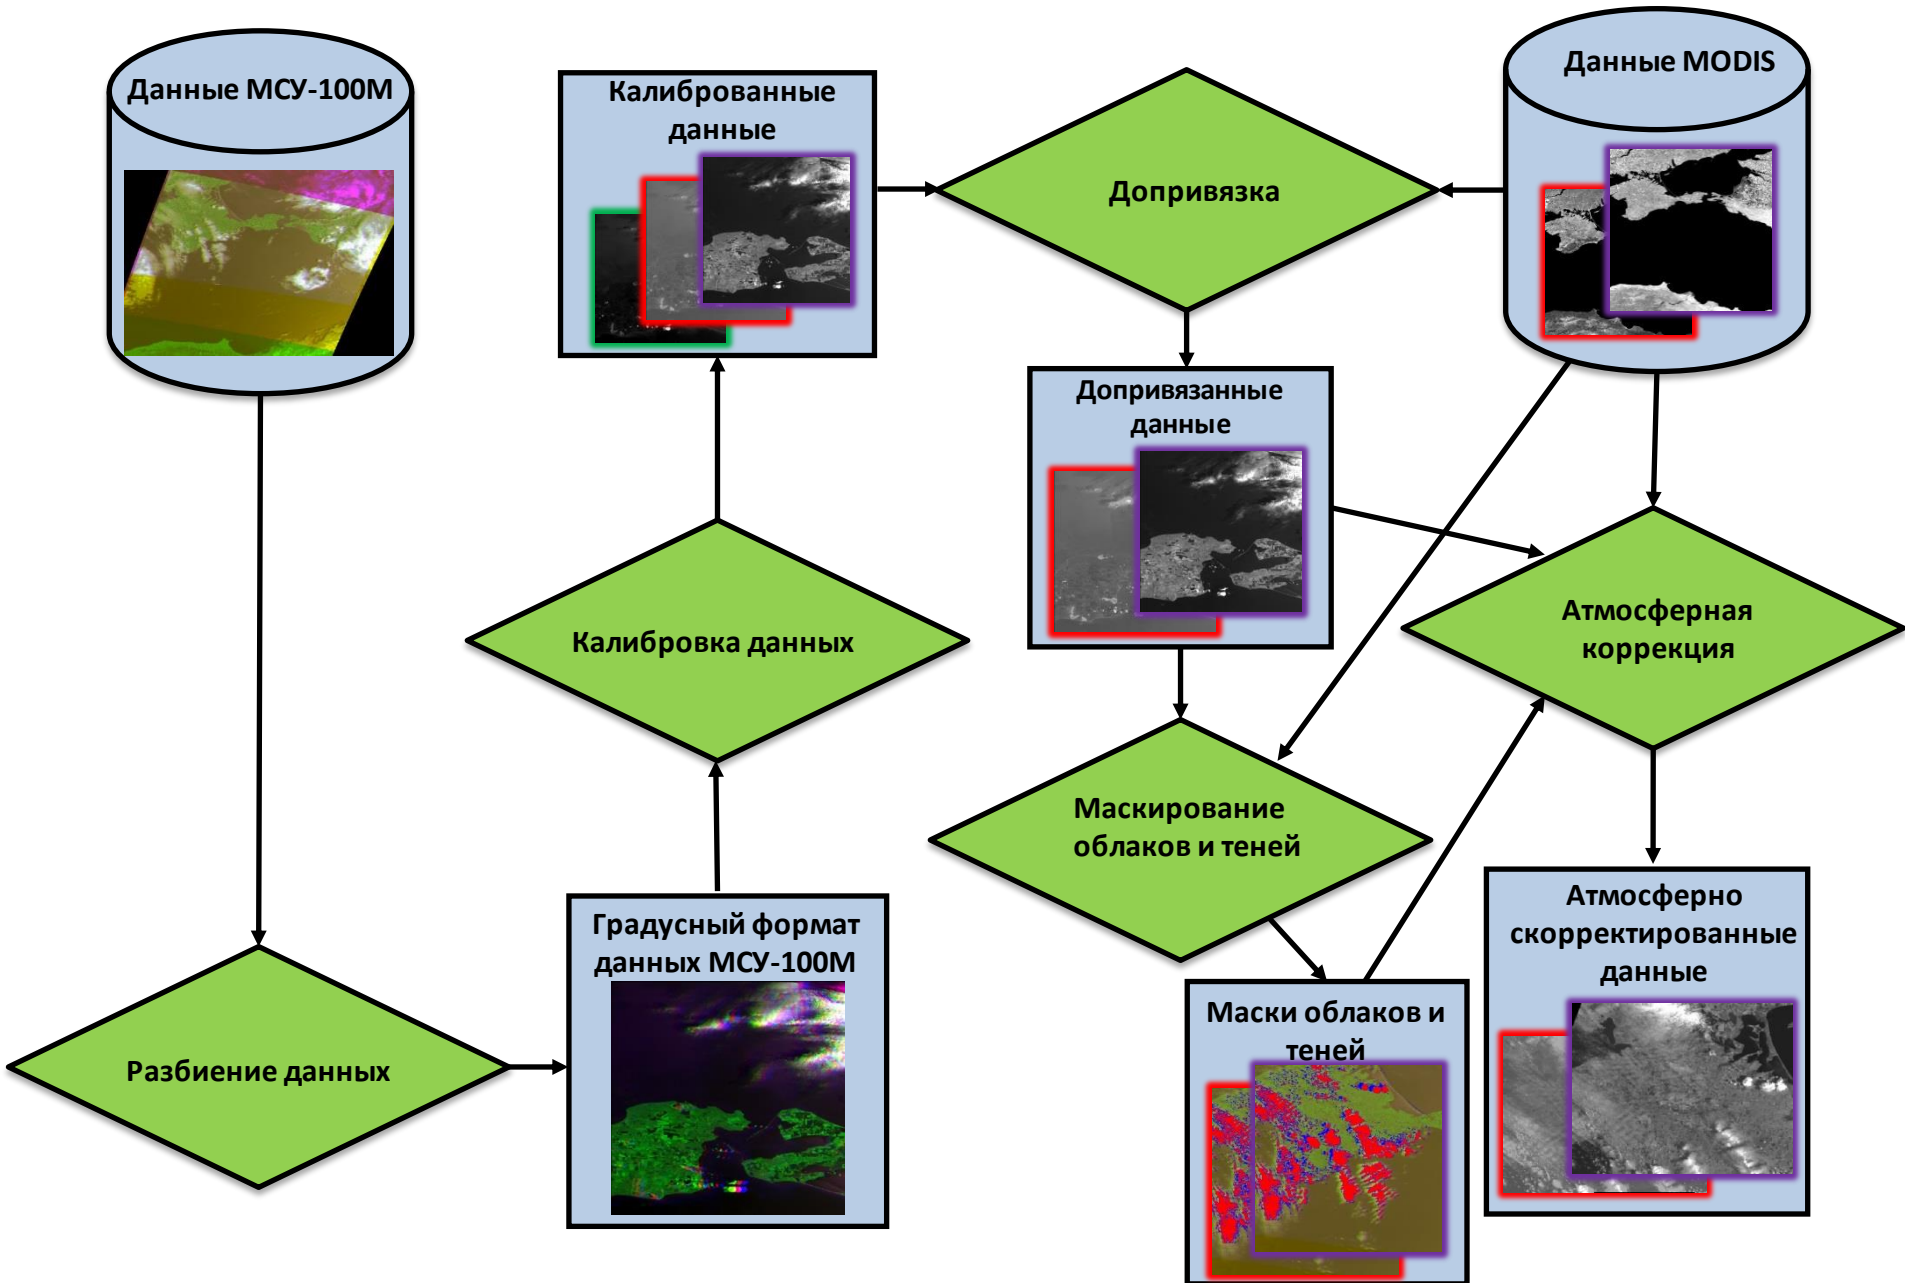 Данные МСУ-100М
Калиброванные
данные
Допривязка
Данные MODIS
Допривязанные
данные
Калибровка данных
Атмосферная
коррекция
Маскирование
облаков и теней
Градусный формат
данных МСУ-100М
Атмосферно
скорректированные
данные
Разбиение данных
Маски облаков и
теней